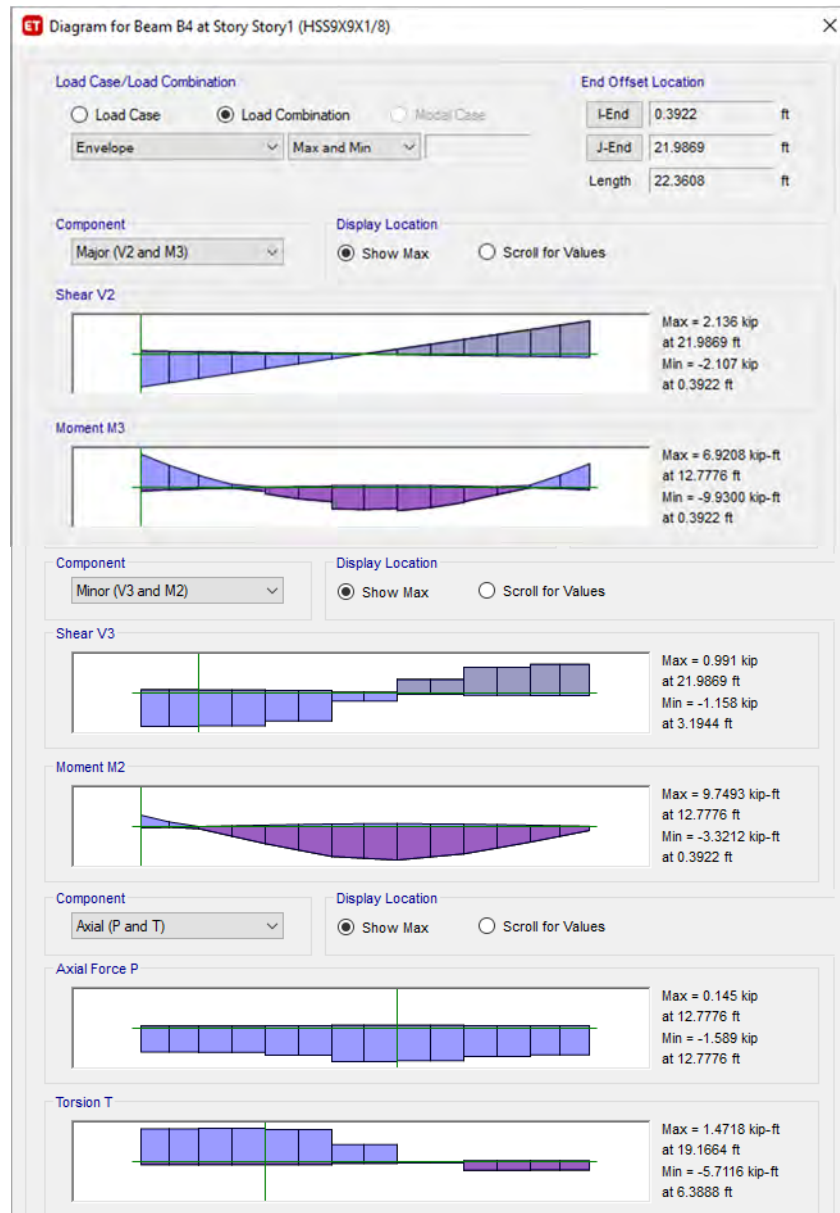 ET Diagram for Beam B4 at Story Story1 (HSS9X9X1/8)
Load Case/Load Combination
Load Case Load Combination Modal Case
Envelope Max and Min
End Offset Location
I-End 0.3922 ft
J-End 21.9869 ft
Length 22.3608 ft
Component
Major (V2 and M3)
Display Location
Show Max Scroll for Values
Shear V2
Max = 2.136 kip
at 21.9869 ft
Min = -2.107 kip
at 0.3922 ft
Moment M3
Max = 6.9208 kip-ft
at 12.7776 ft
Min = -9.9300 kip-ft
at 0.3922 ft
Component
Minor (V3 and M2)
Display Location
Show Max Scroll for Values
Shear V3
Max = 0.991 kip
at 21.9869 ft
Min = -1.158 kip
at 3.1944 ft
Moment M2
Max = 9.7493 kip-ft
at 12.7776 ft
Min = -3.3212 kip-ft
at 0.3922 ft
Component
Axial (P and T)
Display Location
Show Max Scroll for Values
Axial Force P
Max = 0.145 kip
at 12.7776 ft
Min = -1.589 kip
at 12.7776 ft
Torsion T
Max = 1.4718 kip-ft
at 19.1664 ft
Min = -5.7116 kip-ft
at 6.3888 ft